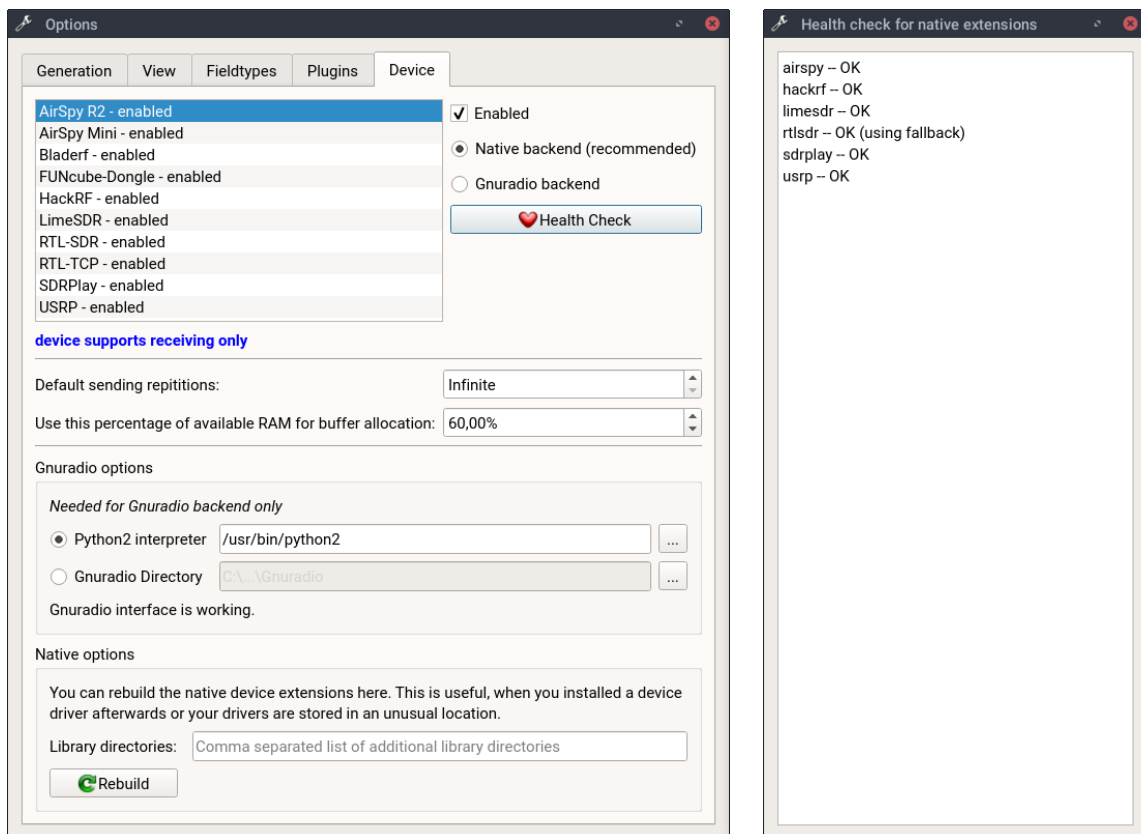 Options
Generation
View
Fieldtypes
Plugins
Device
AirSpy R2 - enabled
AirSpy Mini - enabled
Bladerf - enabled
FUNcube-Dongle - enabled
HackRF - enabled
LimeSDR - enabled
RTL-SDR - enabled
RTL-TCP - enabled
SDRPlay - enabled
USRP - enabled
Enabled
Native backend (recommended)
Gnuradio backend
Health Check
device supports receiving only
Default sending repititions:
Infinite
Use this percentage of available RAM for buffer allocation:
60,00%
Gnuradio options
Needed for Gnuradio backend only
Python2 interpreter
/usr/bin/python2
...
Gnuradio Directory
C:\...\Gnuradio
...
Gnuradio interface is working.
Native options
You can rebuild the native device extensions here. This is useful, when you installed a device
driver afterwards or your drivers are stored in an unusual location.
Library directories:
Comma separated list of additional library directories
Rebuild
Health check for native extensions
airspy -- OK
hackrf -- OK
limesdr -- OK
rtlsdr -- OK (using fallback)
sdrplay -- OK
usrp -- OK